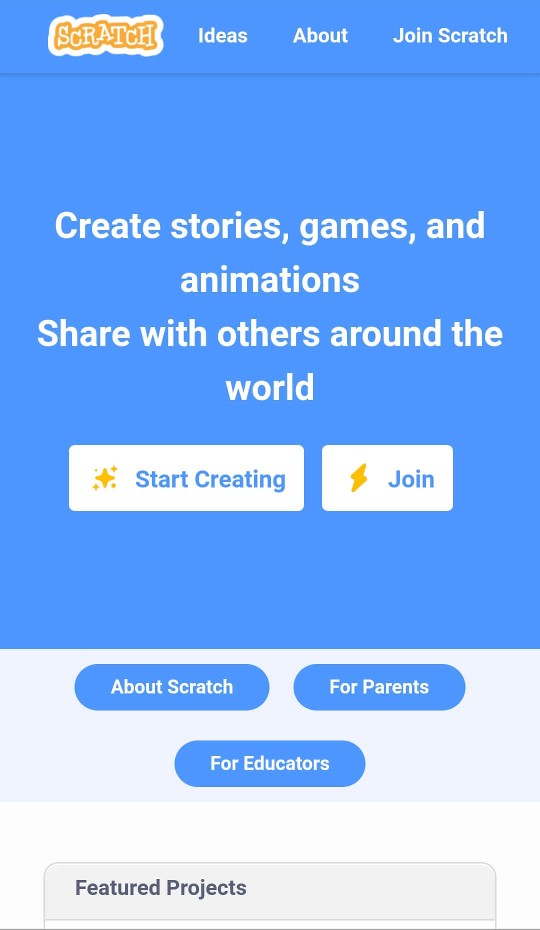 SCRATCH Ideas About Join Scratch
Create stories, games, and
animations
Share with others around the
world
Start Creating Join
About Scratch For Parents
For Educators
Featured Projects